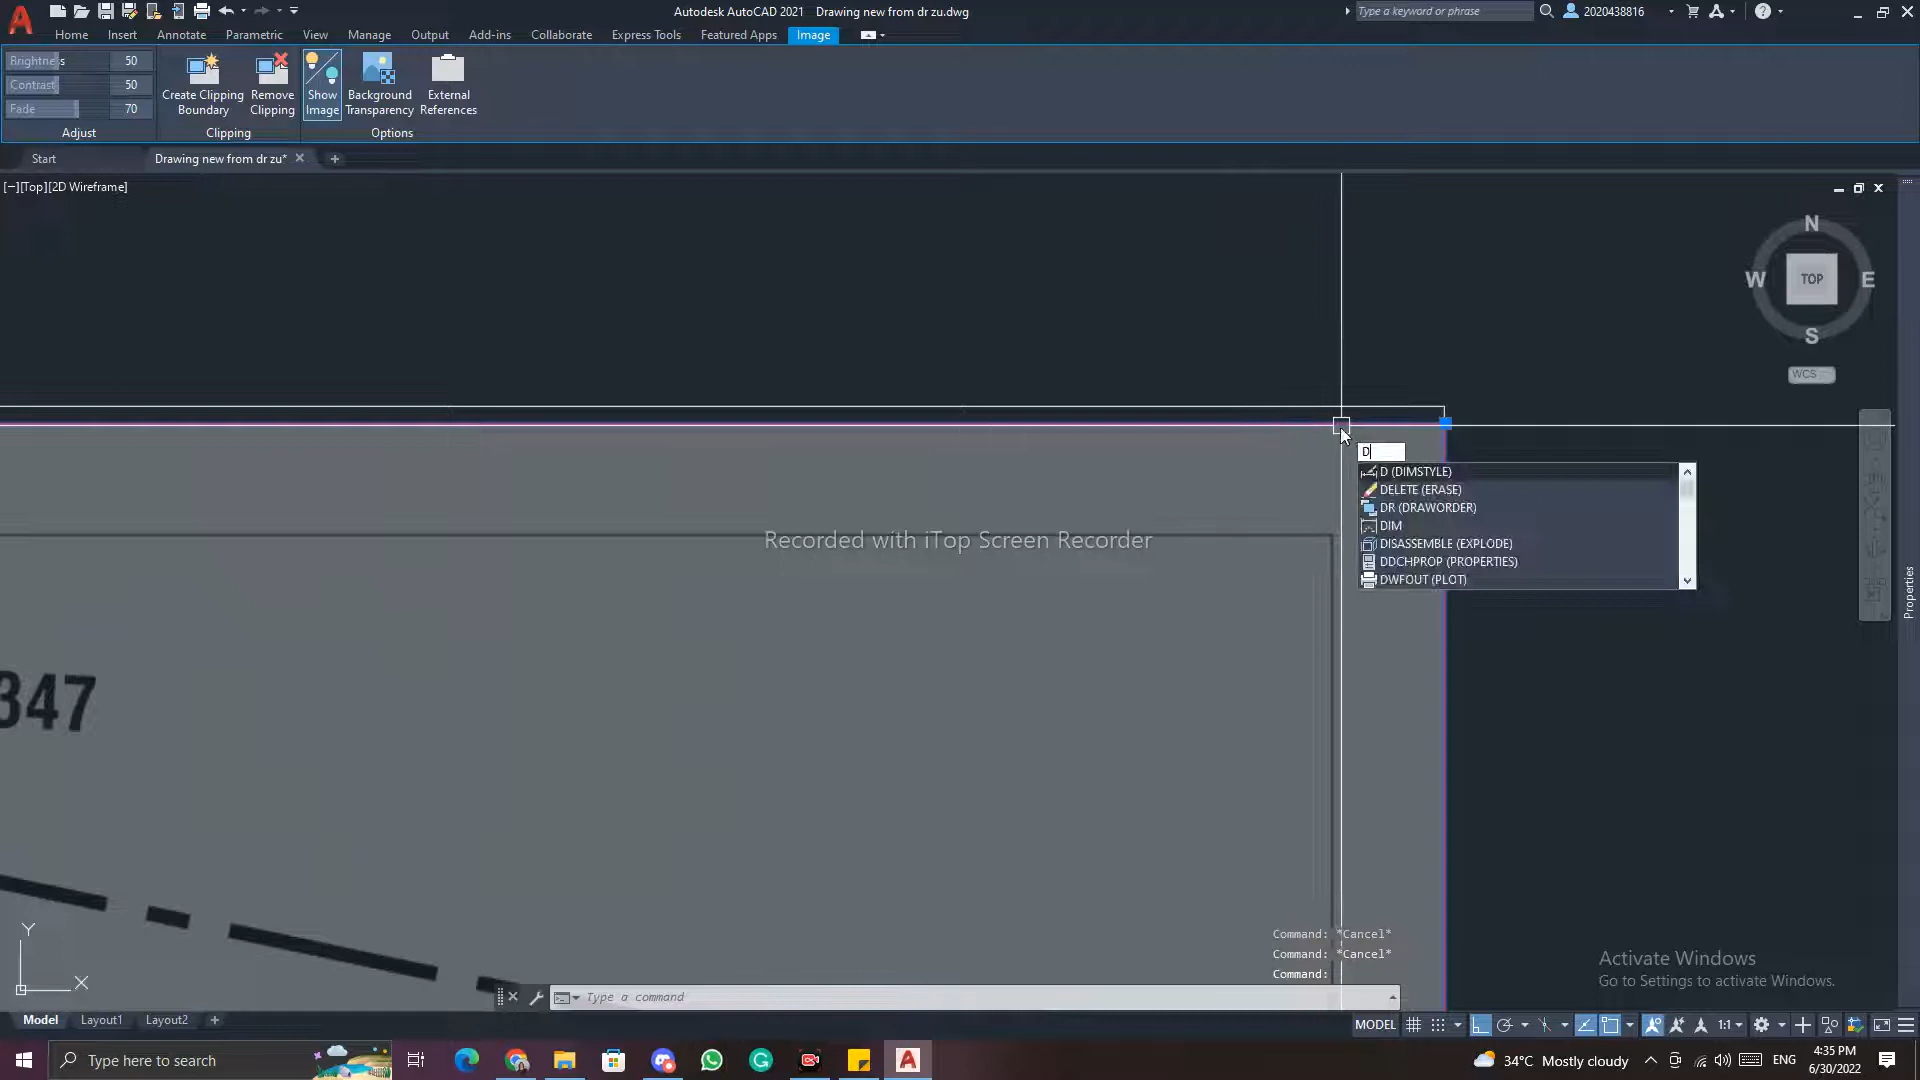 Autodesk AutoCAD 2021 Drawing new from dr zu.dwg
Type a keyword or phrase
2020438816
Home Insert Annotate Parametric View Manage Output Add-ins Collaborate Express Tools Featured Apps Image
Brightness 50
Contrast 50
Fade 70
Create Clipping Boundary
Remove Clipping
Show Image
Background Transparency
External References
Adjust Clipping Options
Start
Drawing new from dr zu*
[−][Top][2D Wireframe]
N
W TOP E
S
WCS
D
D (DIMSTYLE)
DELETE (ERASE)
DR (DRAWORDER)
DIM
DISASSEMBLE (EXPLODE)
DDCHPROP (PROPERTIES)
DWFOUT (PLOT)
Properties
Recorded with iTop Screen Recorder
347
Y
X
Command: *Cancel*
Command: *Cancel*
Command:
Type a command
Activate Windows
Go to Settings to activate Windows.
Model Layout1 Layout2
MODEL 1:1
Type here to search
34°C Mostly cloudy
ENG
4:35 PM
6/30/2022